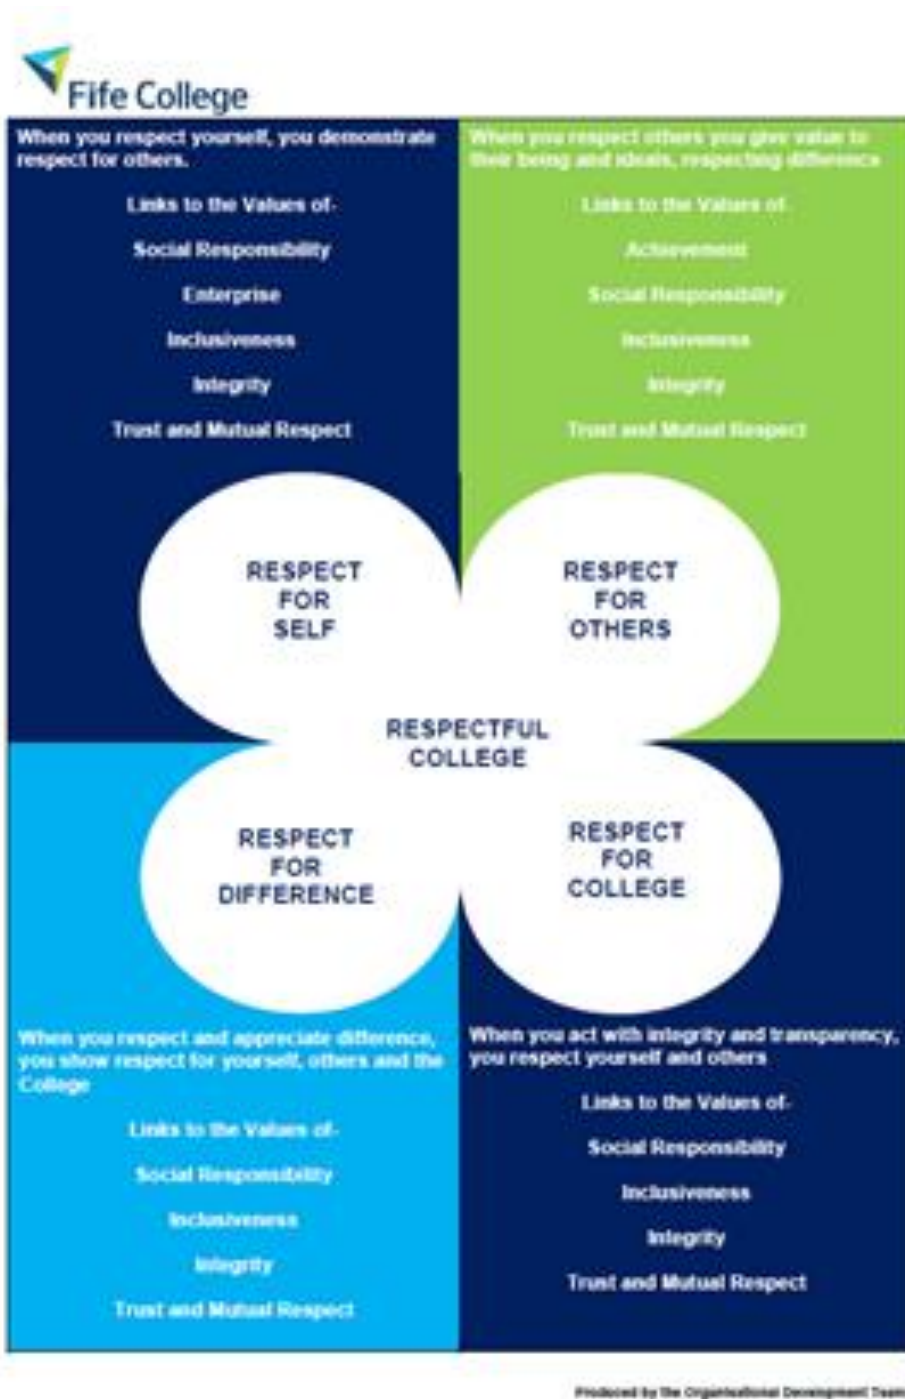 Fife College
When you respect yourself, you demonstrate
respect for others.
Links to the Values of-
Social Responsibility
Enterprise
Inclusiveness
Integrity
Trust and Mutual Respect
When you respect others you give value to
their being and ideals, respecting difference
Links to the Values of-
Achievement
Social Responsibility
Inclusiveness
Integrity
Trust and Mutual Respect
RESPECT
FOR
SELF
RESPECT
FOR
OTHERS
RESPECTFUL
COLLEGE
RESPECT
FOR
DIFFERENCE
RESPECT
FOR
COLLEGE
When you respect and appreciate difference,
you show respect for yourself, others and the
College
Links to the Values of-
Social Responsibility
Inclusiveness
Integrity
Trust and Mutual Respect
When you act with integrity and transparency,
you respect yourself and others
Links to the Values of-
Social Responsibility
Inclusiveness
Integrity
Trust and Mutual Respect
Produced by the Organisational Development Team